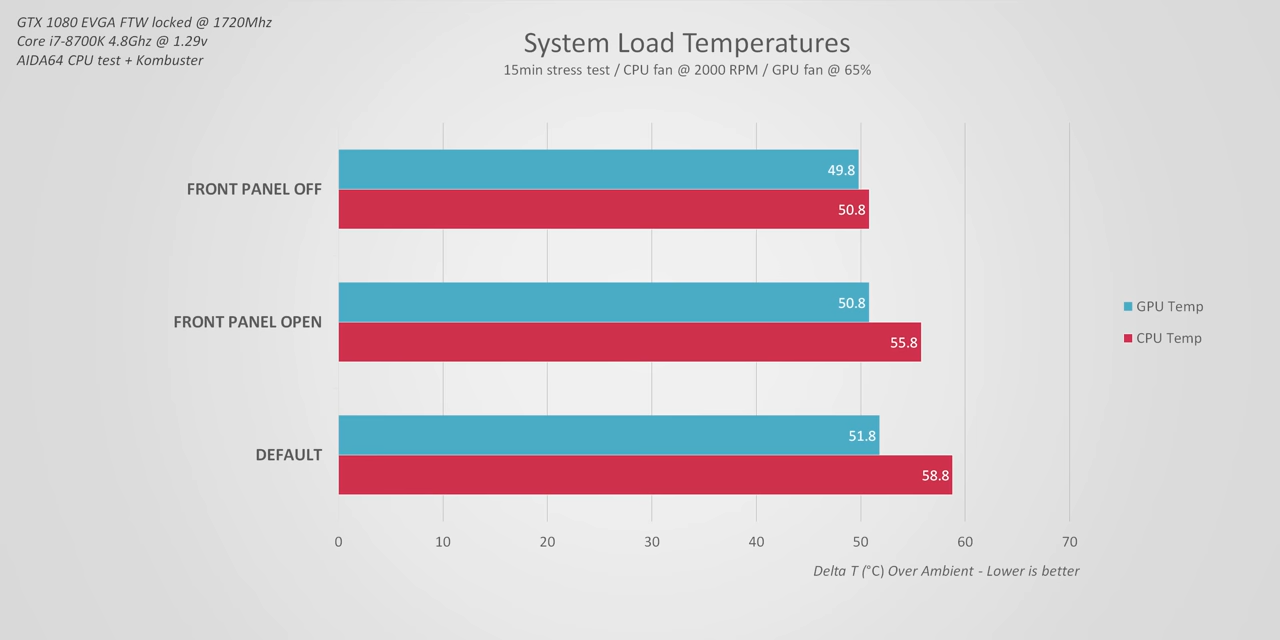 GTX 1080 EVGA FTW locked @ 1720Mhz
Core i7-8700K 4.8Ghz @ 1.29v
AIDA64 CPU test + Kombuster
System Load Temperatures
15min stress test / CPU fan @ 2000 RPM / GPU fan @ 65%
FRONT PANEL OFF
49.8
50.8
FRONT PANEL OPEN
50.8
55.8
DEFAULT
51.8
58.8
GPU Temp
CPU Temp
0 10 20 30 40 50 60 70
Delta T (°C) Over Ambient - Lower is better